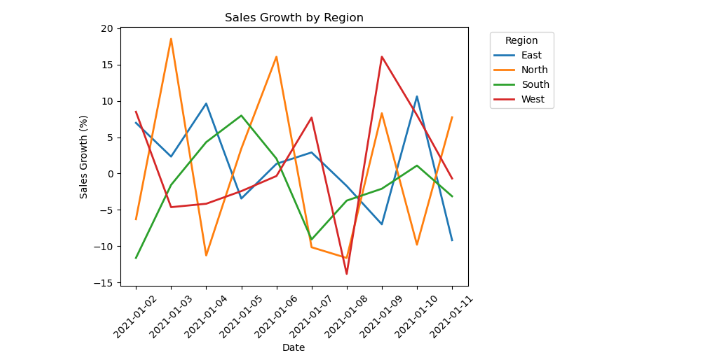 Sales Growth by Region
Sales Growth (%)
20
15
10
5
0
−5
−10
−15
2021-01-02
2021-01-03
2021-01-04
2021-01-05
2021-01-06
2021-01-07
2021-01-08
2021-01-09
2021-01-10
2021-01-11
Date
Region
East
North
South
West